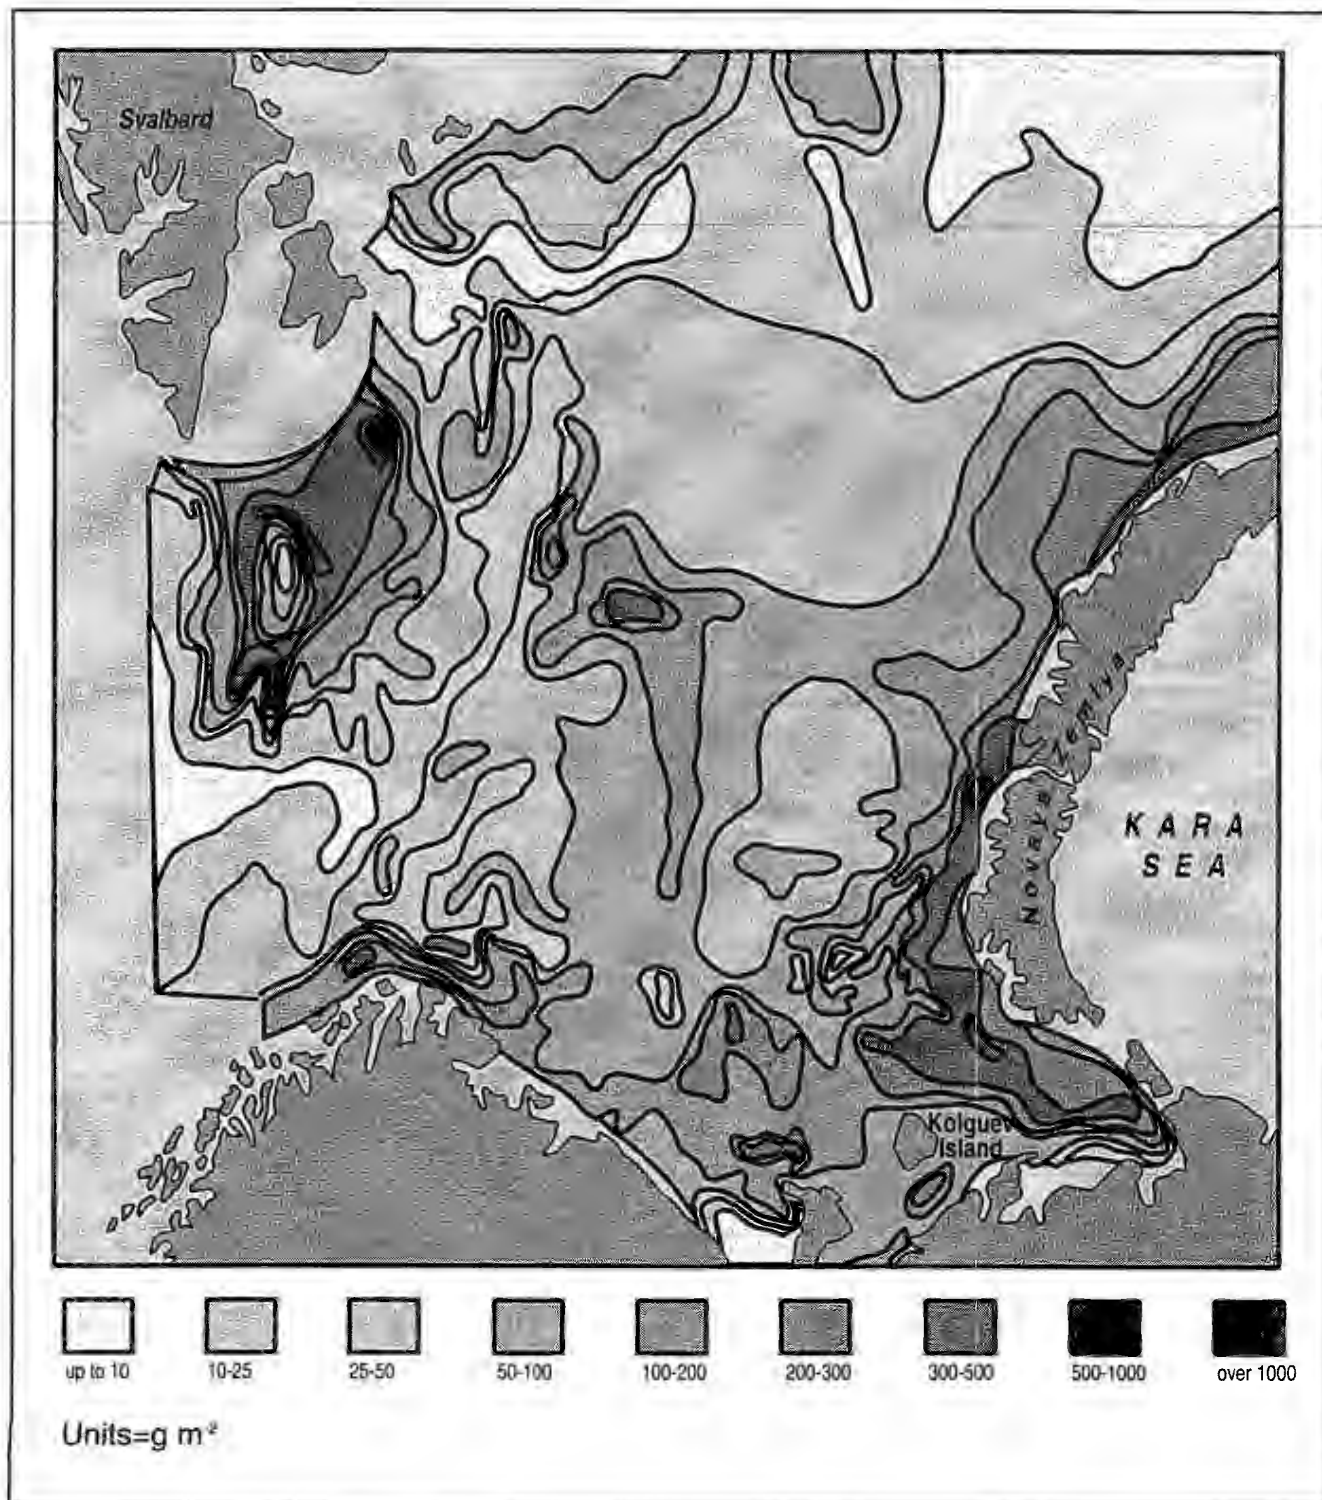 Svalbard
Novaya Zemlya
KARA
SEA
Kolguev
Island
up to 10
10-25
25-50
50-100
100-200
200-300
300-500
500-1000
over 1000
Units=g m⁻²